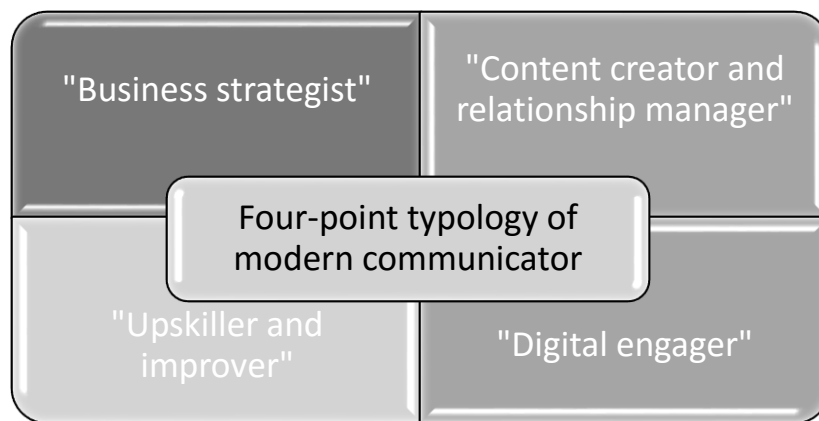 "Business strategist"
"Content creator and
relationship manager"
Four-point typology of
modern communicator
"Upskiller and
improver"
"Digital engager"